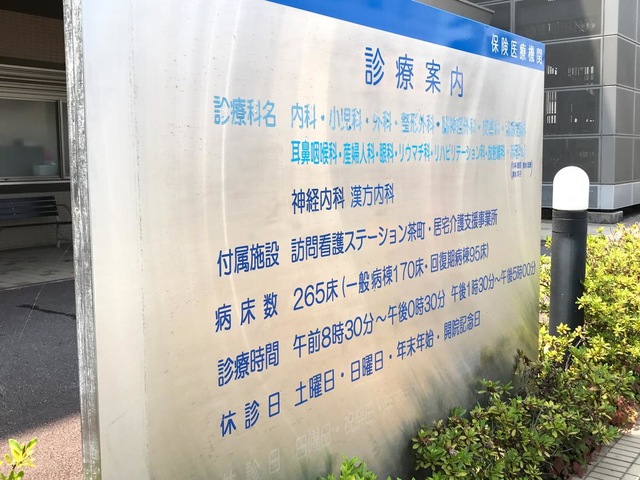 保険医療機関
診療案内
診療科名 内科・小児科・外科・整形外科・
耳鼻咽喉科・産婦人科・眼科・リウマチ科・リハビリテーション科・
神経内科 漢方内科
付属施設 訪問看護ステーション茶町・居宅介護支援事業所
病床数 265床(一般病棟170床・回復期病棟95床)
診療時間 午前8時30分〜午後0時30分 午後1時30分〜午後5時00分
休診日 土曜日・日曜日・年末年始・開院記念日